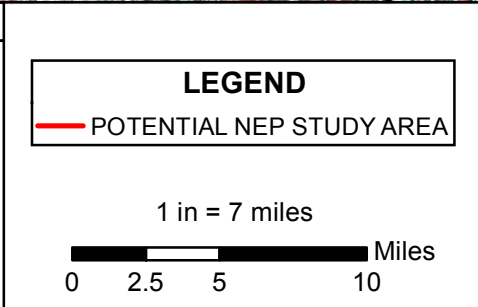 LEGEND
POTENTIAL NEP STUDY AREA
1 in = 7 miles
Miles
0 2.5 5 10